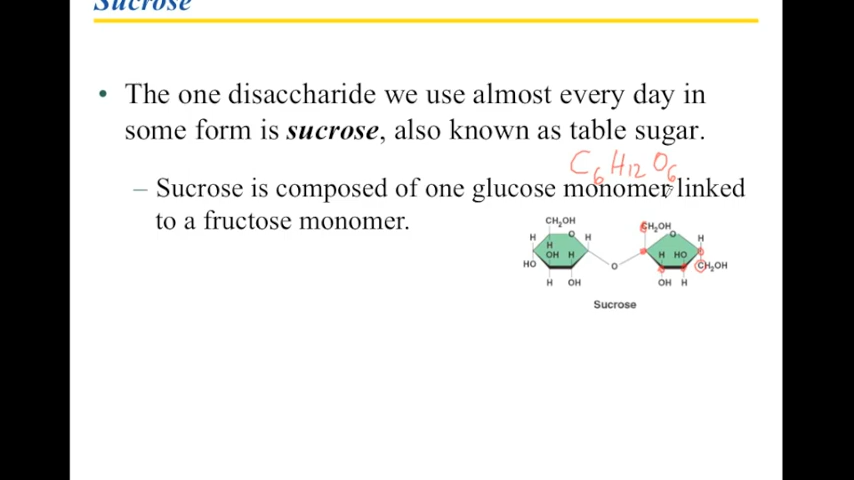 Sucrose
• The one disaccharide we use almost every day in
some form is sucrose, also known as table sugar.
C6H12O6
– Sucrose is composed of one glucose monomer linked
to a fructose monomer.
CH2OH CH2OH
O H O H
H H H HO
OH H
HO O CH2OH
H OH OH H
Sucrose